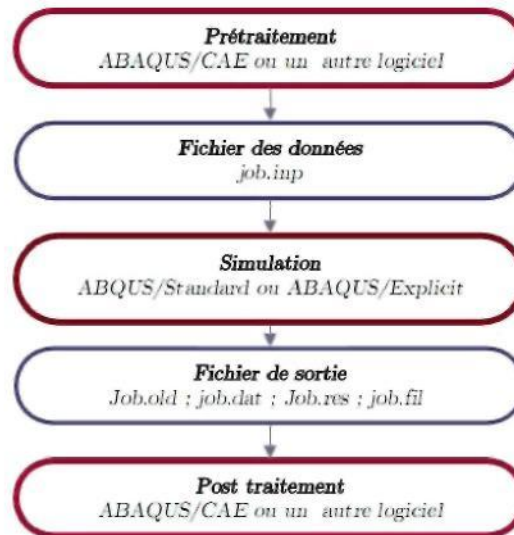 Prétraitement
ABAQUS/CAE ou un autre logiciel
Fichier des données
job.inp
Simulation
ABQUS/Standard ou ABAQUS/Explicit
Fichier de sortie
Job.old ; job.dat ; Job.res ; job.fil
Post traitement
ABAQUS/CAE ou un autre logiciel